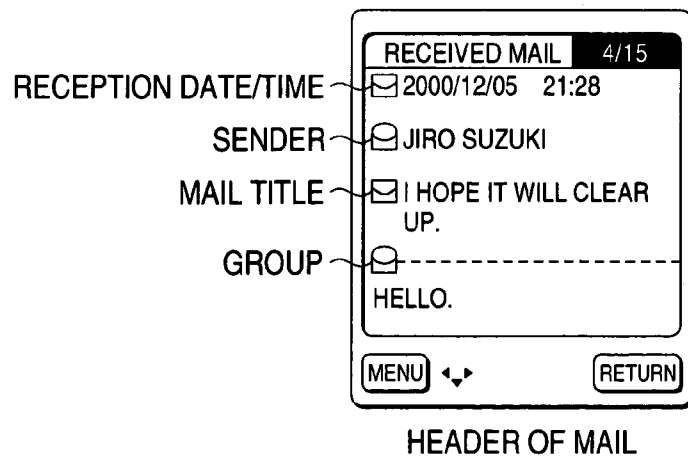 RECEIVED MAIL 4/15
RECEPTION DATE/TIME 2000/12/05 21:28
SENDER JIRO SUZUKI
MAIL TITLE I HOPE IT WILL CLEAR
UP.
GROUP
HELLO.
MENU RETURN
HEADER OF MAIL